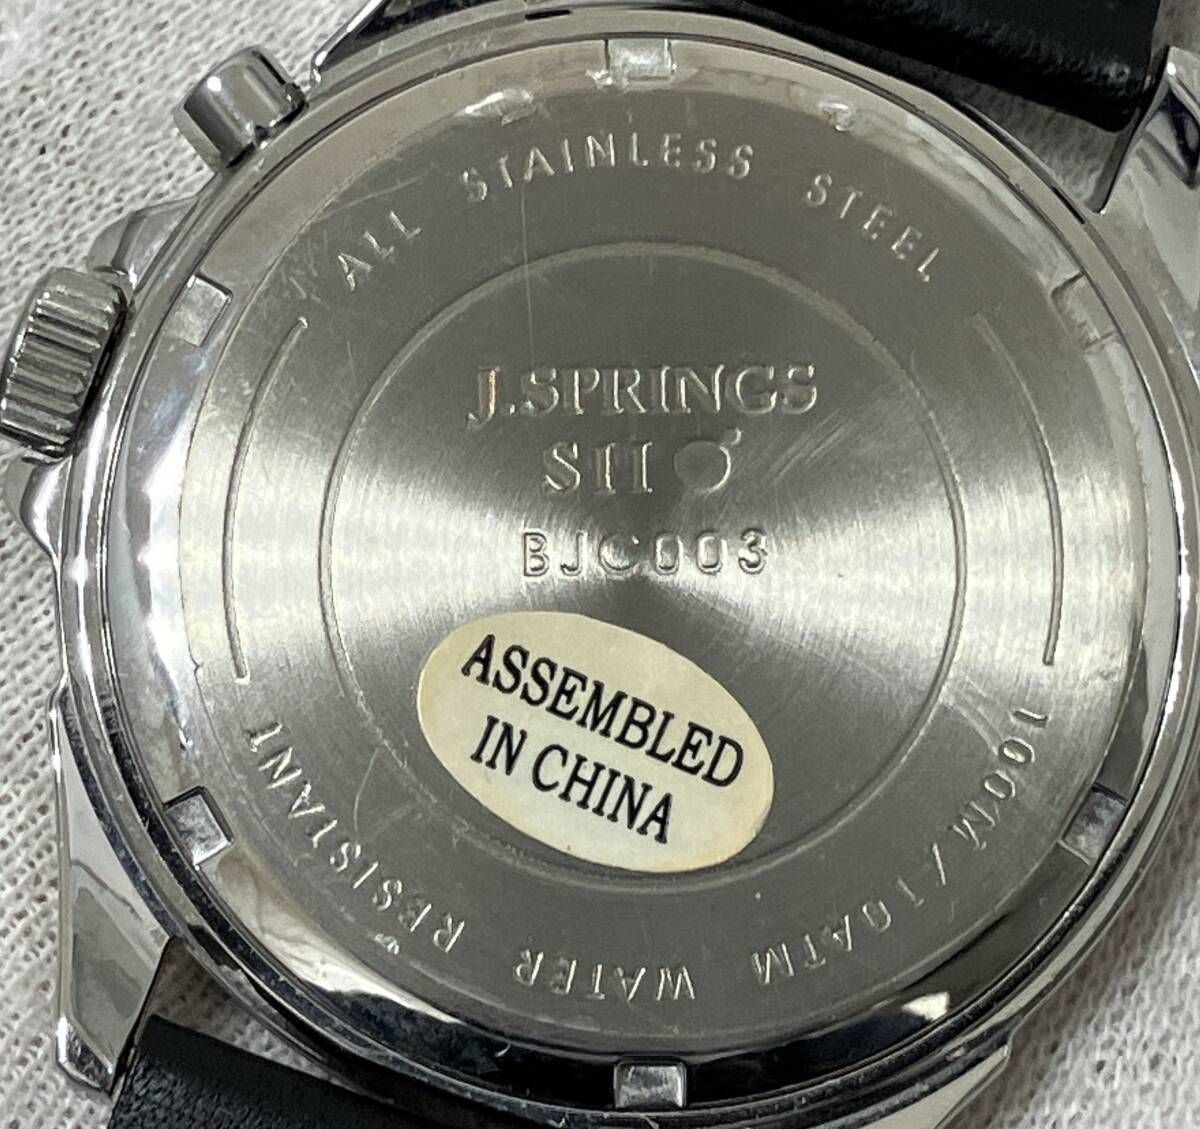 ALL STAINLESS STEEL
J.SPRINGS
SII
BJC003
ASSEMBLED
IN CHINA
100M/10ATM WATER RESISTANT